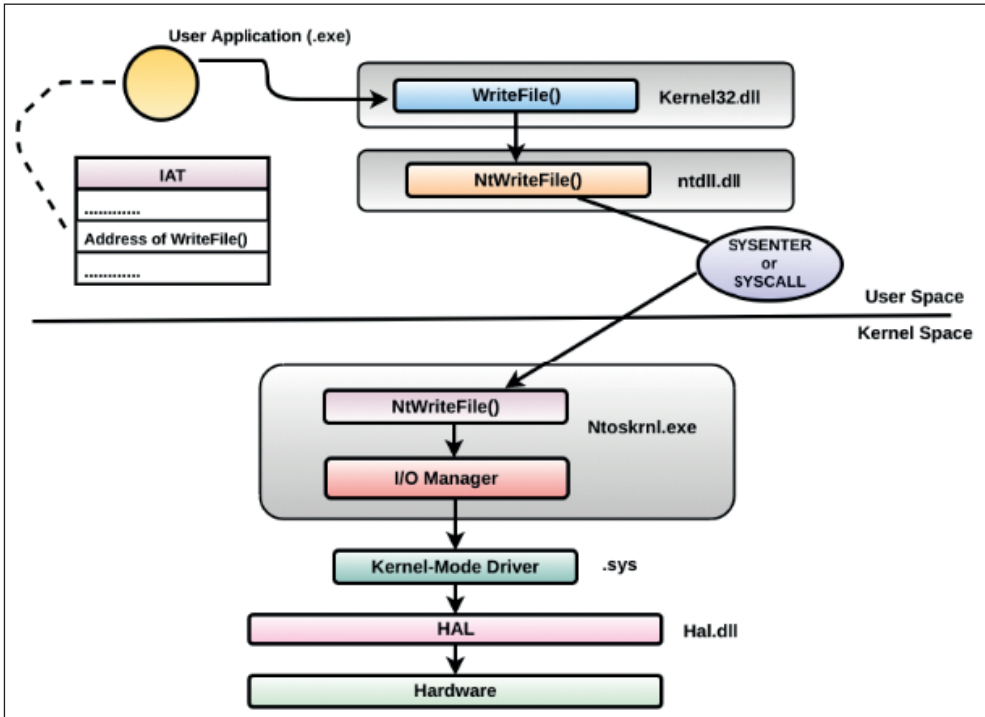 User Application (.exe)
WriteFile()
Kernel32.dll
NtWriteFile()
ntdll.dll
IAT
............
Address of WriteFile()
............
SYSENTER
or
SYSCALL
User Space
Kernel Space
NtWriteFile()
Ntoskrnl.exe
I/O Manager
Kernel-Mode Driver
.sys
HAL
Hal.dll
Hardware